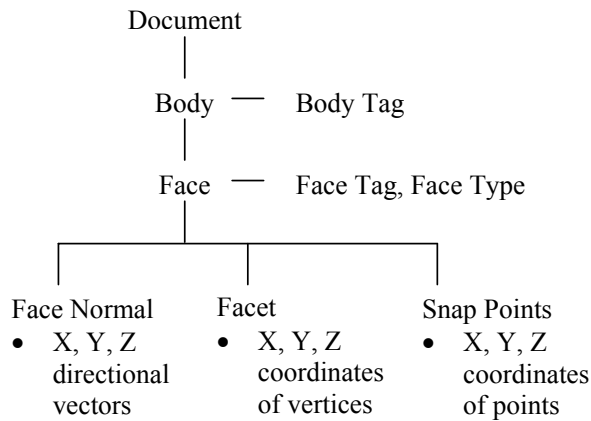 Document
Body — Body Tag
Face — Face Tag, Face Type
Face Normal
• X, Y, Z
directional
vectors
Facet
• X, Y, Z
coordinates
of vertices
Snap Points
• X, Y, Z
coordinates
of points